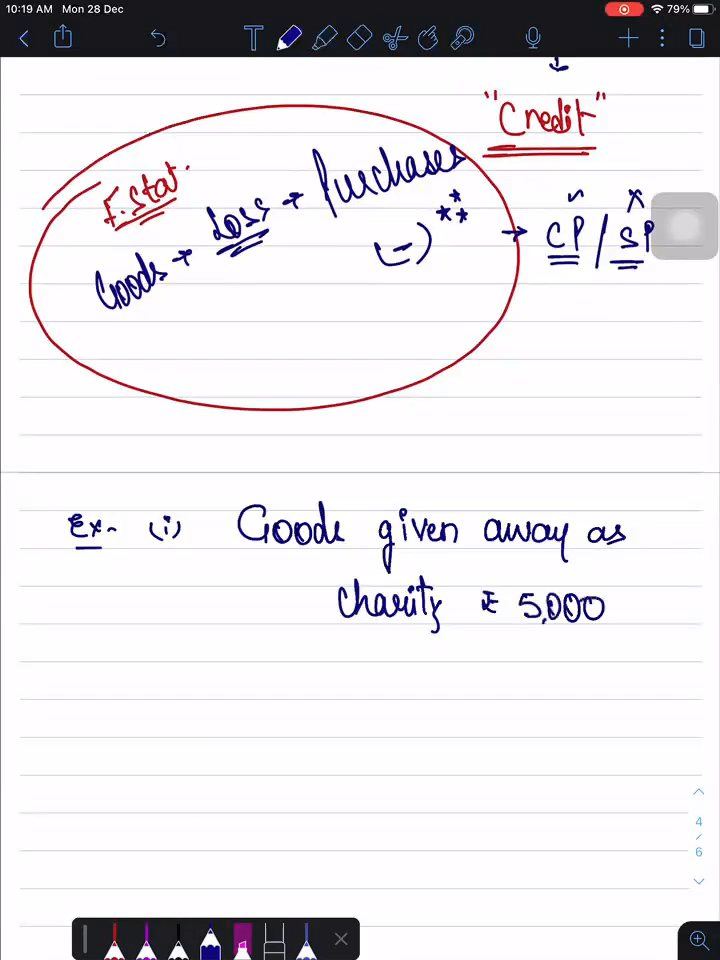 10:19 AM Mon 28 Dec
79%
"Credit"
F.stat.
Goods → Loss → Purchases
(-) *** → CP / SP
Ex- (i) Goods given away as
charity ₹ 5,000
4
6